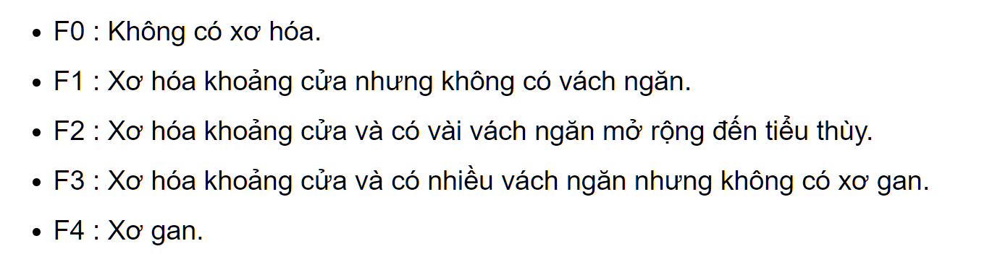 • F0 : Không có xơ hóa.
• F1 : Xơ hóa khoảng cửa nhưng không có vách ngăn.
• F2 : Xơ hóa khoảng cửa và có vài vách ngăn mở rộng đến tiểu thùy.
• F3 : Xơ hóa khoảng cửa và có nhiều vách ngăn nhưng không có xơ gan.
• F4 : Xơ gan.